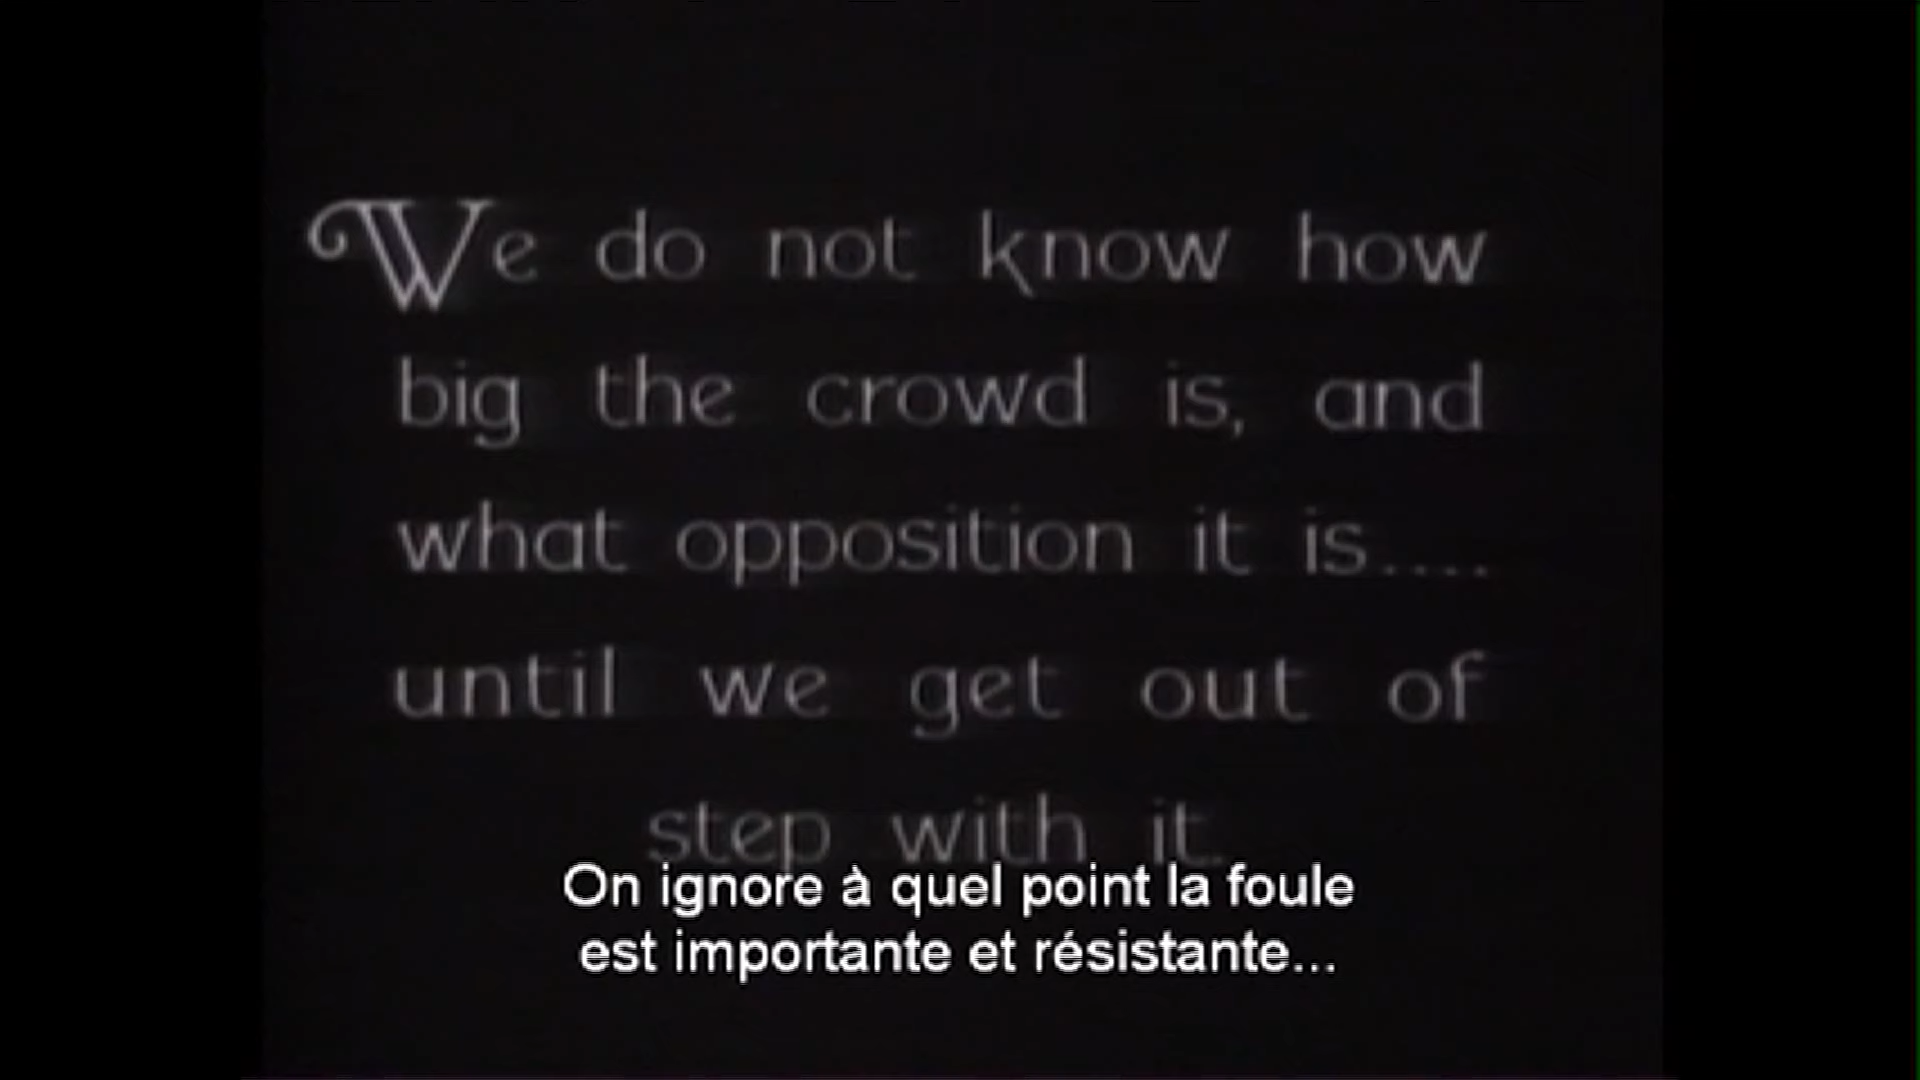 We do not know how
big the crowd is, and
what opposition it is....
until we get out of
step with it.
On ignore à quel point la foule
est importante et résistante...